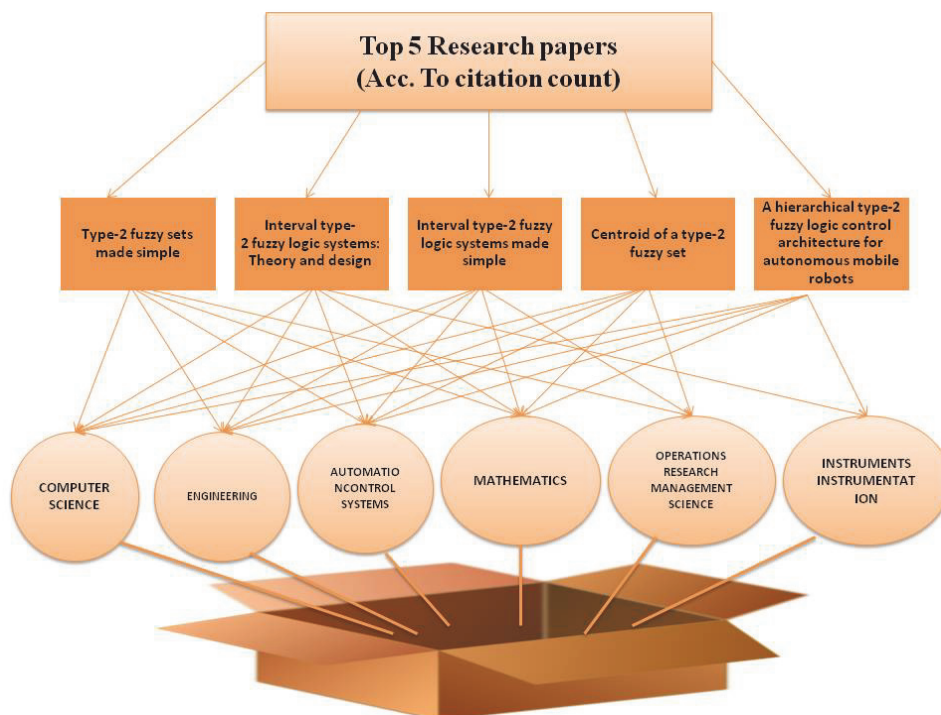 Top 5 Research papers
(Acc. To citation count)
Type-2 fuzzy sets
made simple
Interval type-
2 fuzzy logic systems:
Theory and design
Interval type-2 fuzzy
logic systems made
simple
Centroid of a type-2
fuzzy set
A hierarchical type-2
fuzzy logic control
architecture for
autonomous mobile
robots
COMPUTER
SCIENCE
ENGINEERING
AUTOMATIO
NCONTROL
SYSTEMS
MATHEMATICS
OPERATIONS
RESEARCH
MANAGEMENT
SCIENCE
INSTRUMENTS
INSTRUMENTAT
ION